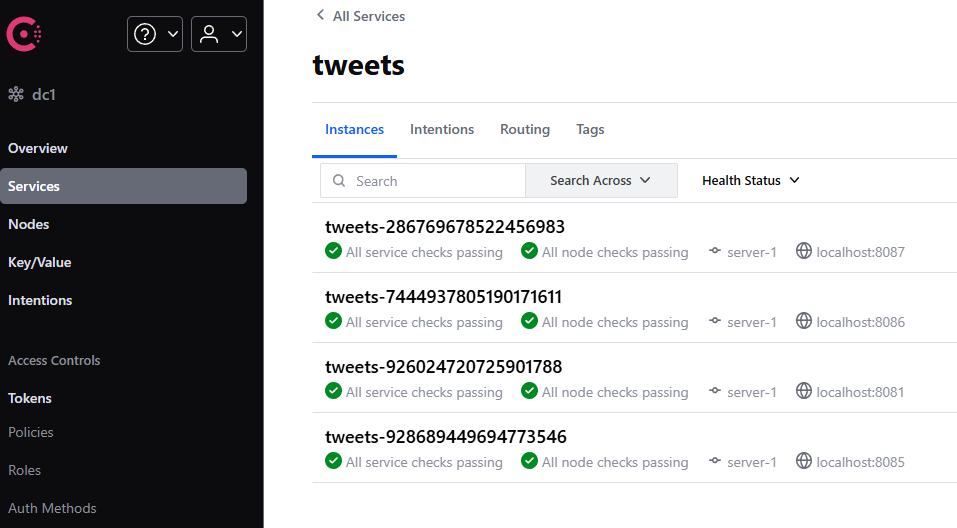 dc1
Overview
Services
Nodes
Key/Value
Intentions
Access Controls
Tokens
Policies
Roles
Auth Methods
All Services
tweets
Instances Intentions Routing Tags
Search Search Across Health Status
tweets-286769678522456983
All service checks passing All node checks passing server-1 localhost:8087
tweets-7444937805190171611
All service checks passing All node checks passing server-1 localhost:8086
tweets-926024720725901788
All service checks passing All node checks passing server-1 localhost:8081
tweets-928689449694773546
All service checks passing All node checks passing server-1 localhost:8085